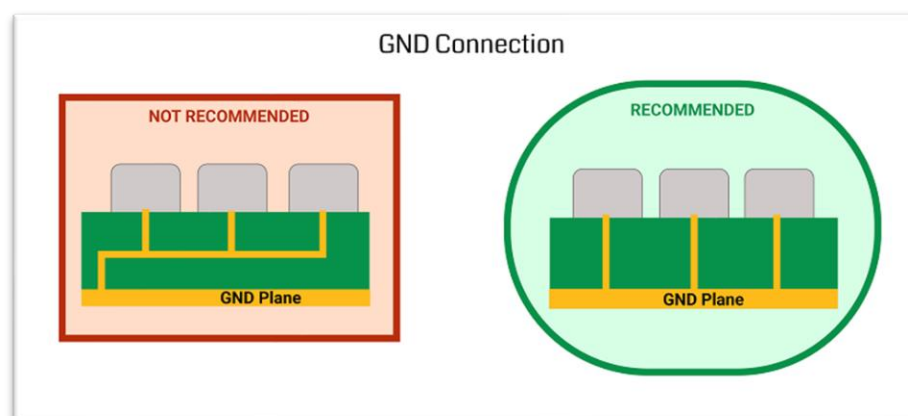 GND Connection
NOT RECOMMENDED
GND Plane
RECOMMENDED
GND Plane